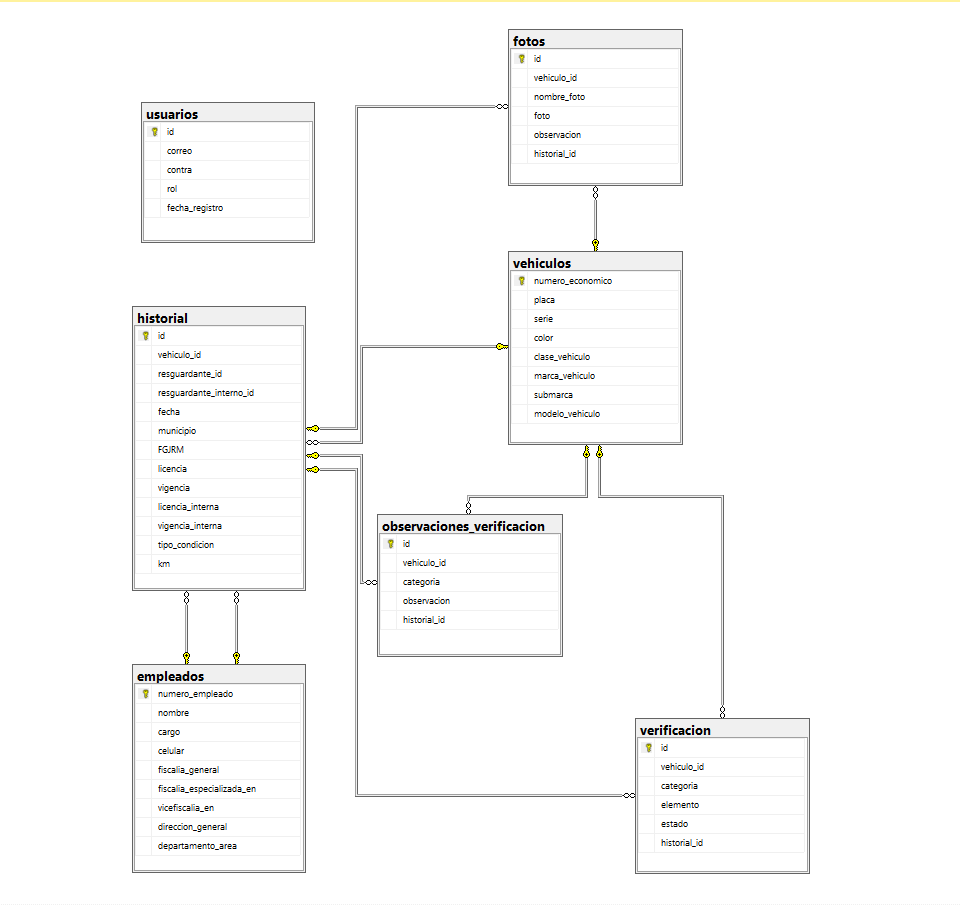 fotos
id
vehiculo_id
nombre_foto
foto
observacion
historial_id
usuarios
id
correo
contra
rol
fecha_registro
vehiculos
numero_economico
placa
serie
color
clase_vehiculo
marca_vehiculo
submarca
modelo_vehiculo
historial
id
vehiculo_id
resguardante_id
resguardante_interno_id
fecha
municipio
FGJRM
licencia
vigencia
licencia_interna
vigencia_interna
tipo_condicion
km
observaciones_verificacion
id
vehiculo_id
categoria
observacion
historial_id
empleados
numero_empleado
nombre
cargo
celular
fiscalia_general
fiscalia_especializada_en
vicefiscalia_en
direccion_general
departamento_area
verificacion
id
vehiculo_id
categoria
elemento
estado
historial_id